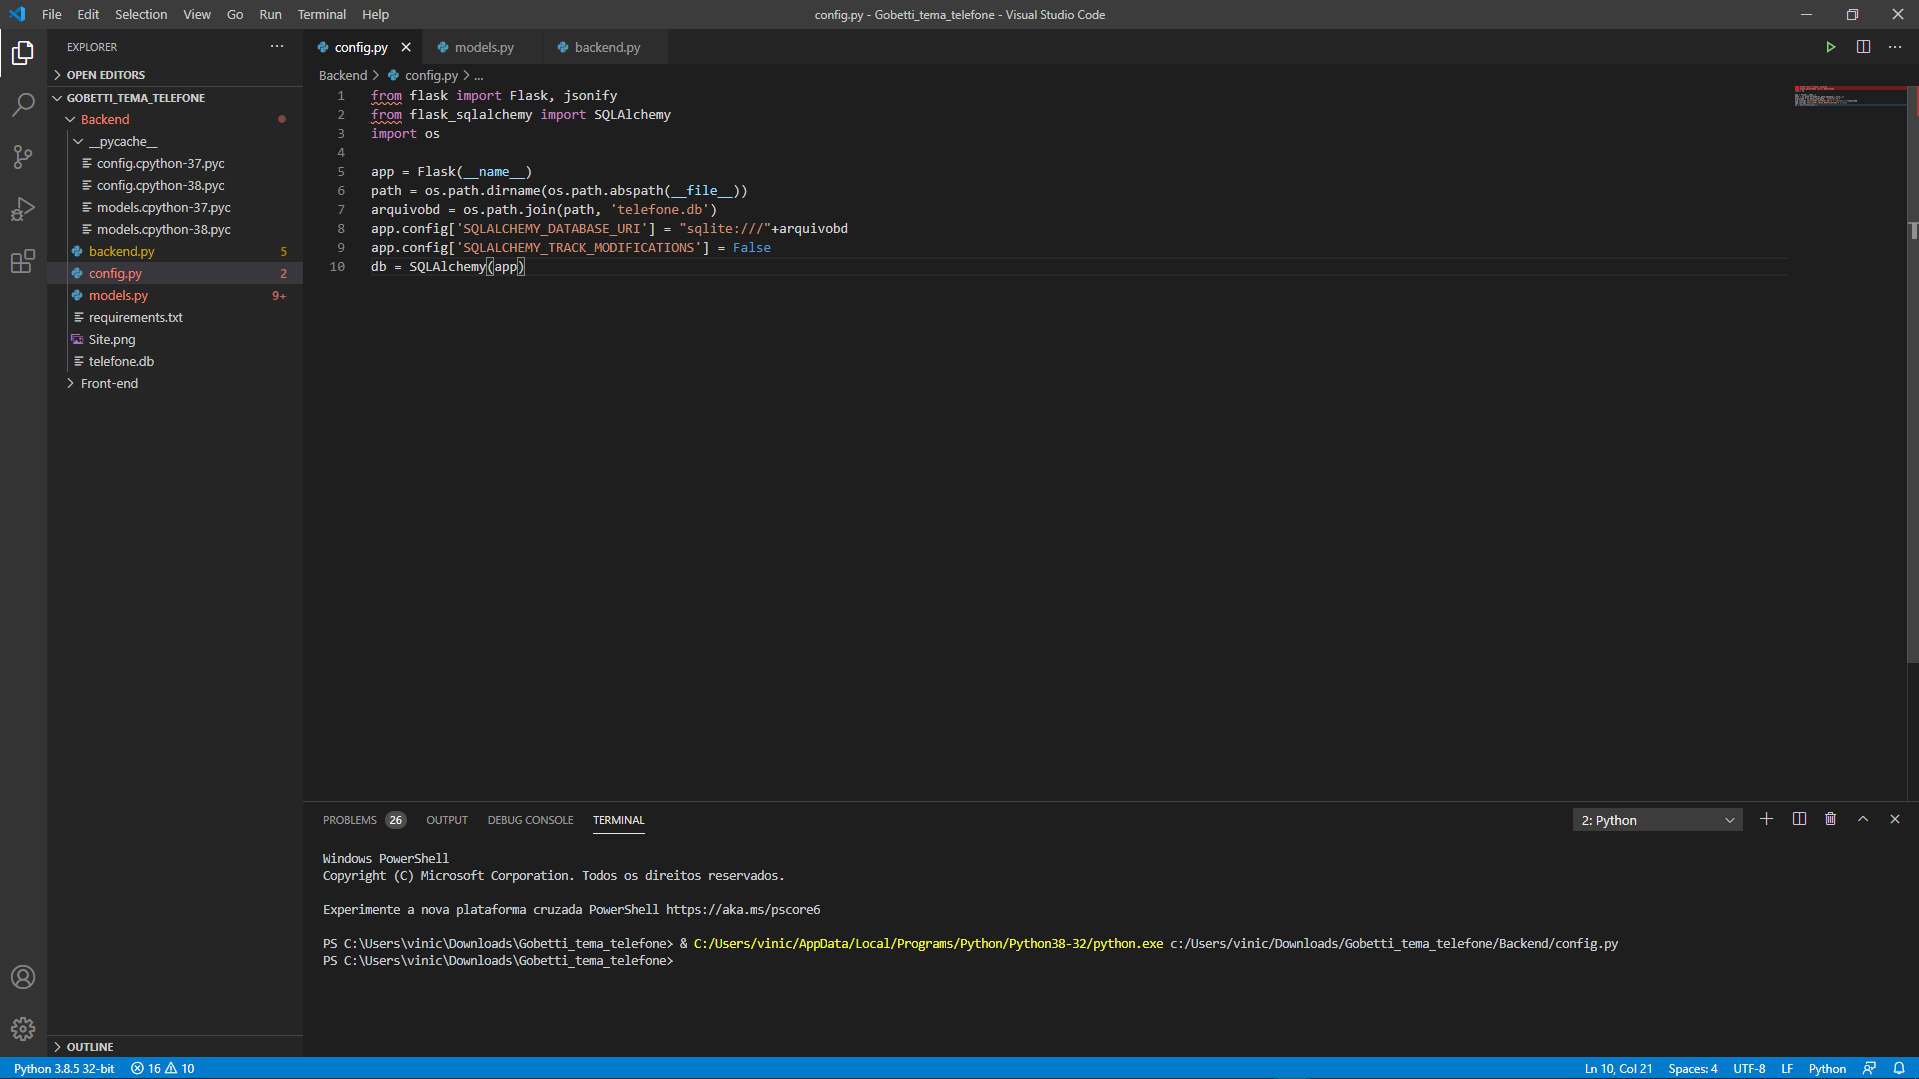 File Edit Selection View Go Run Terminal Help
config.py - Gobetti_tema_telefone - Visual Studio Code
EXPLORER
OPEN EDITORS
GOBETTI_TEMA_TELEFONE
Backend
__pycache__
config.cpython-37.pyc
config.cpython-38.pyc
models.cpython-37.pyc
models.cpython-38.pyc
backend.py 5
config.py 2
models.py 9+
requirements.txt
Site.png
telefone.db
Front-end
OUTLINE
config.py models.py backend.py
Backend > config.py > ...
1 from flask import Flask, jsonify
2 from flask_sqlalchemy import SQLAlchemy
3 import os
4
5 app = Flask(__name__)
6 path = os.path.dirname(os.path.abspath(__file__))
7 arquivobd = os.path.join(path, 'telefone.db')
8 app.config['SQLALCHEMY_DATABASE_URI'] = "sqlite:///"+arquivobd
9 app.config['SQLALCHEMY_TRACK_MODIFICATIONS'] = False
10 db = SQLAlchemy(app)
PROBLEMS 26 OUTPUT DEBUG CONSOLE TERMINAL 2: Python
Windows PowerShell
Copyright (C) Microsoft Corporation. Todos os direitos reservados.
Experimente a nova plataforma cruzada PowerShell https://aka.ms/pscore6
PS C:\Users\vinic\Downloads\Gobetti_tema_telefone> & C:/Users/vinic/AppData/Local/Programs/Python/Python38-32/python.exe c:/Users/vinic/Downloads/Gobetti_tema_telefone/Backend/config.py
PS C:\Users\vinic\Downloads\Gobetti_tema_telefone>
Python 3.8.5 32-bit 16 10 Ln 10, Col 21 Spaces: 4 UTF-8 LF Python